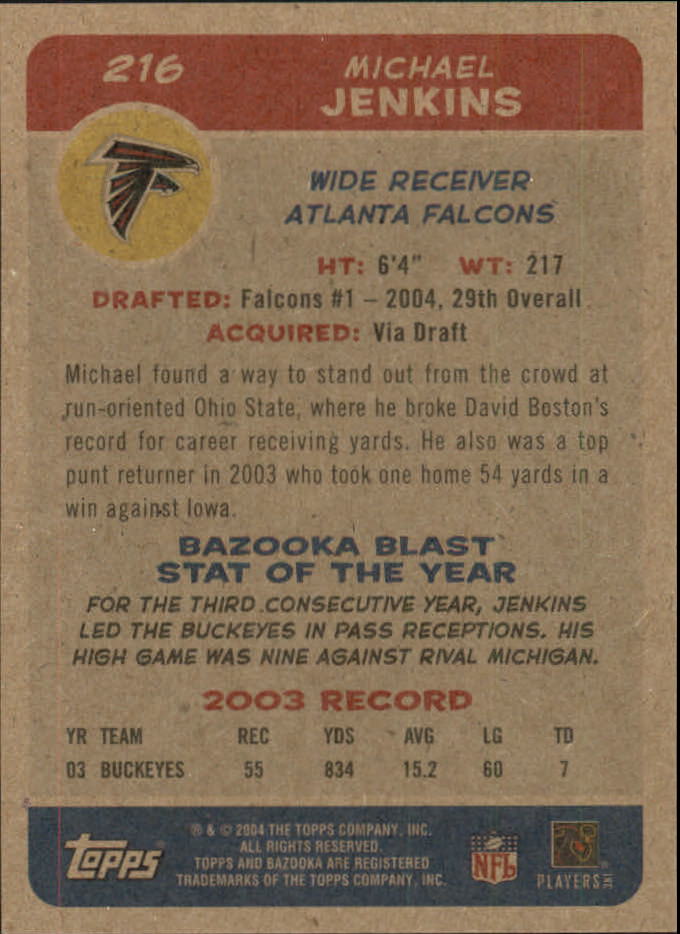 216
MICHAEL
JENKINS
WIDE RECEIVER
ATLANTA FALCONS
HT: 6'4" WT: 217
DRAFTED: Falcons #1 – 2004, 29th Overall
ACQUIRED: Via Draft
Michael found a way to stand out from the crowd at
run-oriented Ohio State, where he broke David Boston's
record for career receiving yards. He also was a top
punt returner in 2003 who took one home 54 yards in a
win against Iowa.
BAZOOKA BLAST
STAT OF THE YEAR
FOR THE THIRD CONSECUTIVE YEAR, JENKINS
LED THE BUCKEYES IN PASS RECEPTIONS. HIS
HIGH GAME WAS NINE AGAINST RIVAL MICHIGAN.
2003 RECORD
YR TEAM REC YDS AVG LG TD
03 BUCKEYES 55 834 15.2 60 7
topps
® & © 2004 THE TOPPS COMPANY, INC.
ALL RIGHTS RESERVED.
TOPPS AND BAZOOKA ARE REGISTERED
TRADEMARKS OF THE TOPPS COMPANY, INC.
NFL
PLAYERS INC